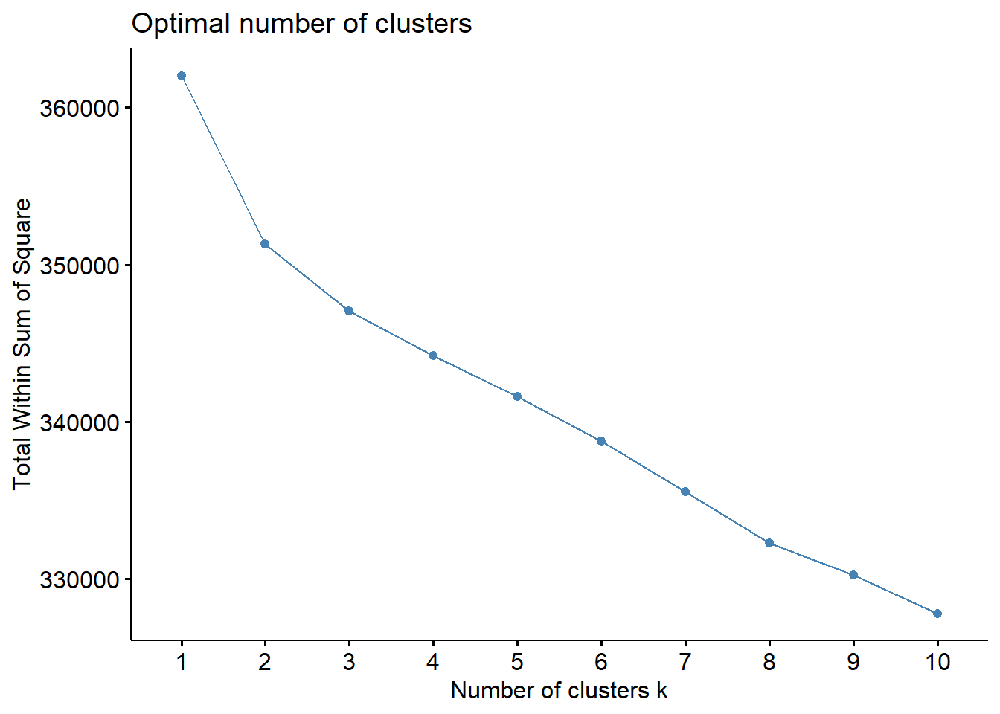 Optimal number of clusters
Total Within Sum of Square
360000
350000
340000
330000
1 2 3 4 5 6 7 8 9 10
Number of clusters k